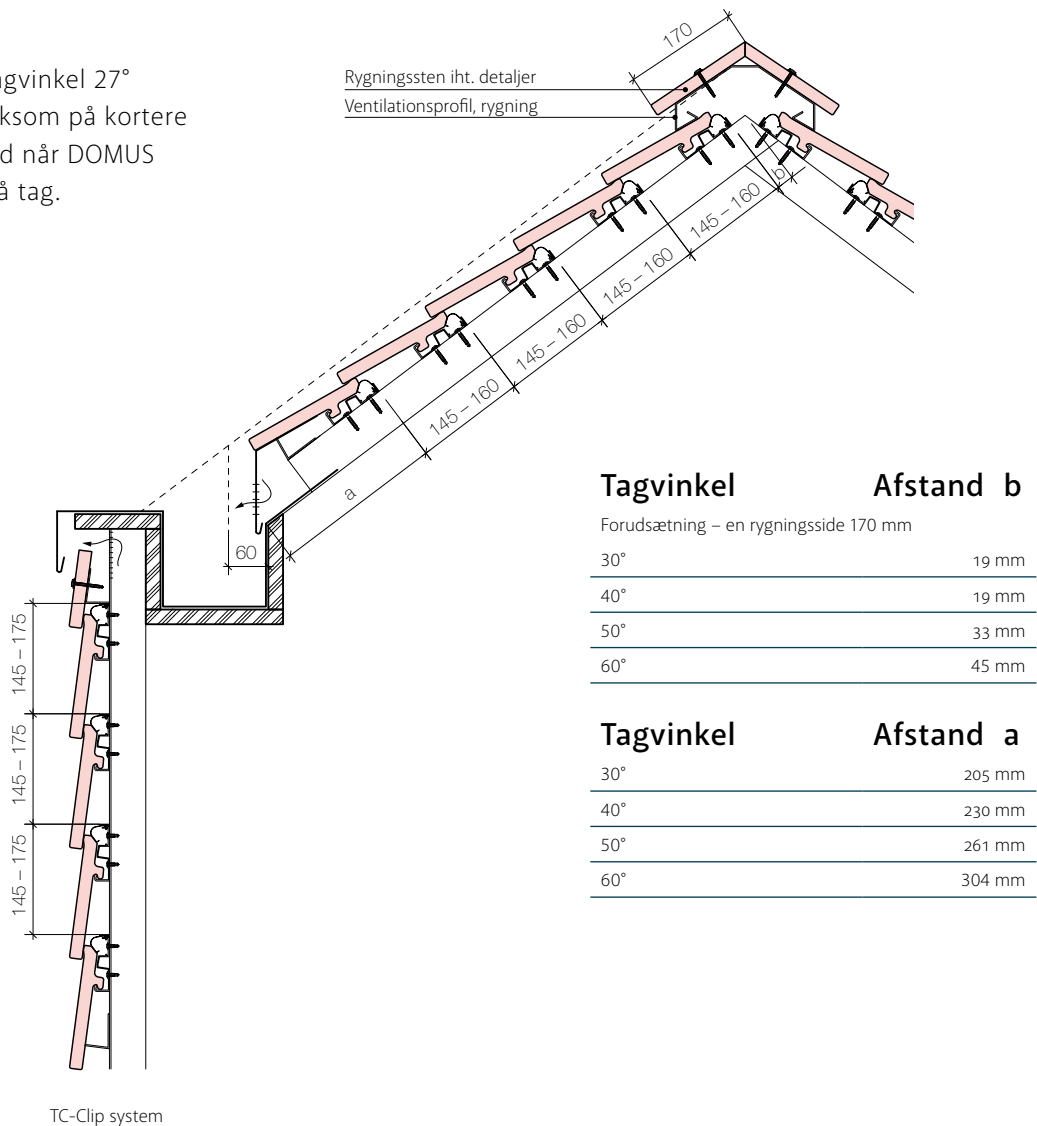 agvinkel 27°
ksom på kortere
d når DOMUS
å tag.
Rygningssten iht. detaljer
Ventilationsprofil, rygning
170
b
145 – 160
145 – 160
145 – 160
145 – 160
a
60
145 – 175
145 – 175
145 – 175
Tagvinkel Afstand b
Forudsætning – en rygningsside 170 mm
30° 19 mm
40° 19 mm
50° 33 mm
60° 45 mm
Tagvinkel Afstand a
30° 205 mm
40° 230 mm
50° 261 mm
60° 304 mm
TC-Clip system